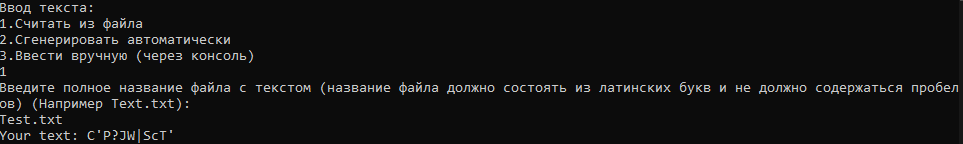 Ввод текста:
1.Считать из файла
2.Сгенерировать автоматически
3.Ввести вручную (через консоль)
1
Введите полное название файла с текстом (название файла должно состоять из латинских букв и не должно содержаться пробел
ов) (Например Text.txt):
Test.txt
Your text: C'P?JW|ScT'